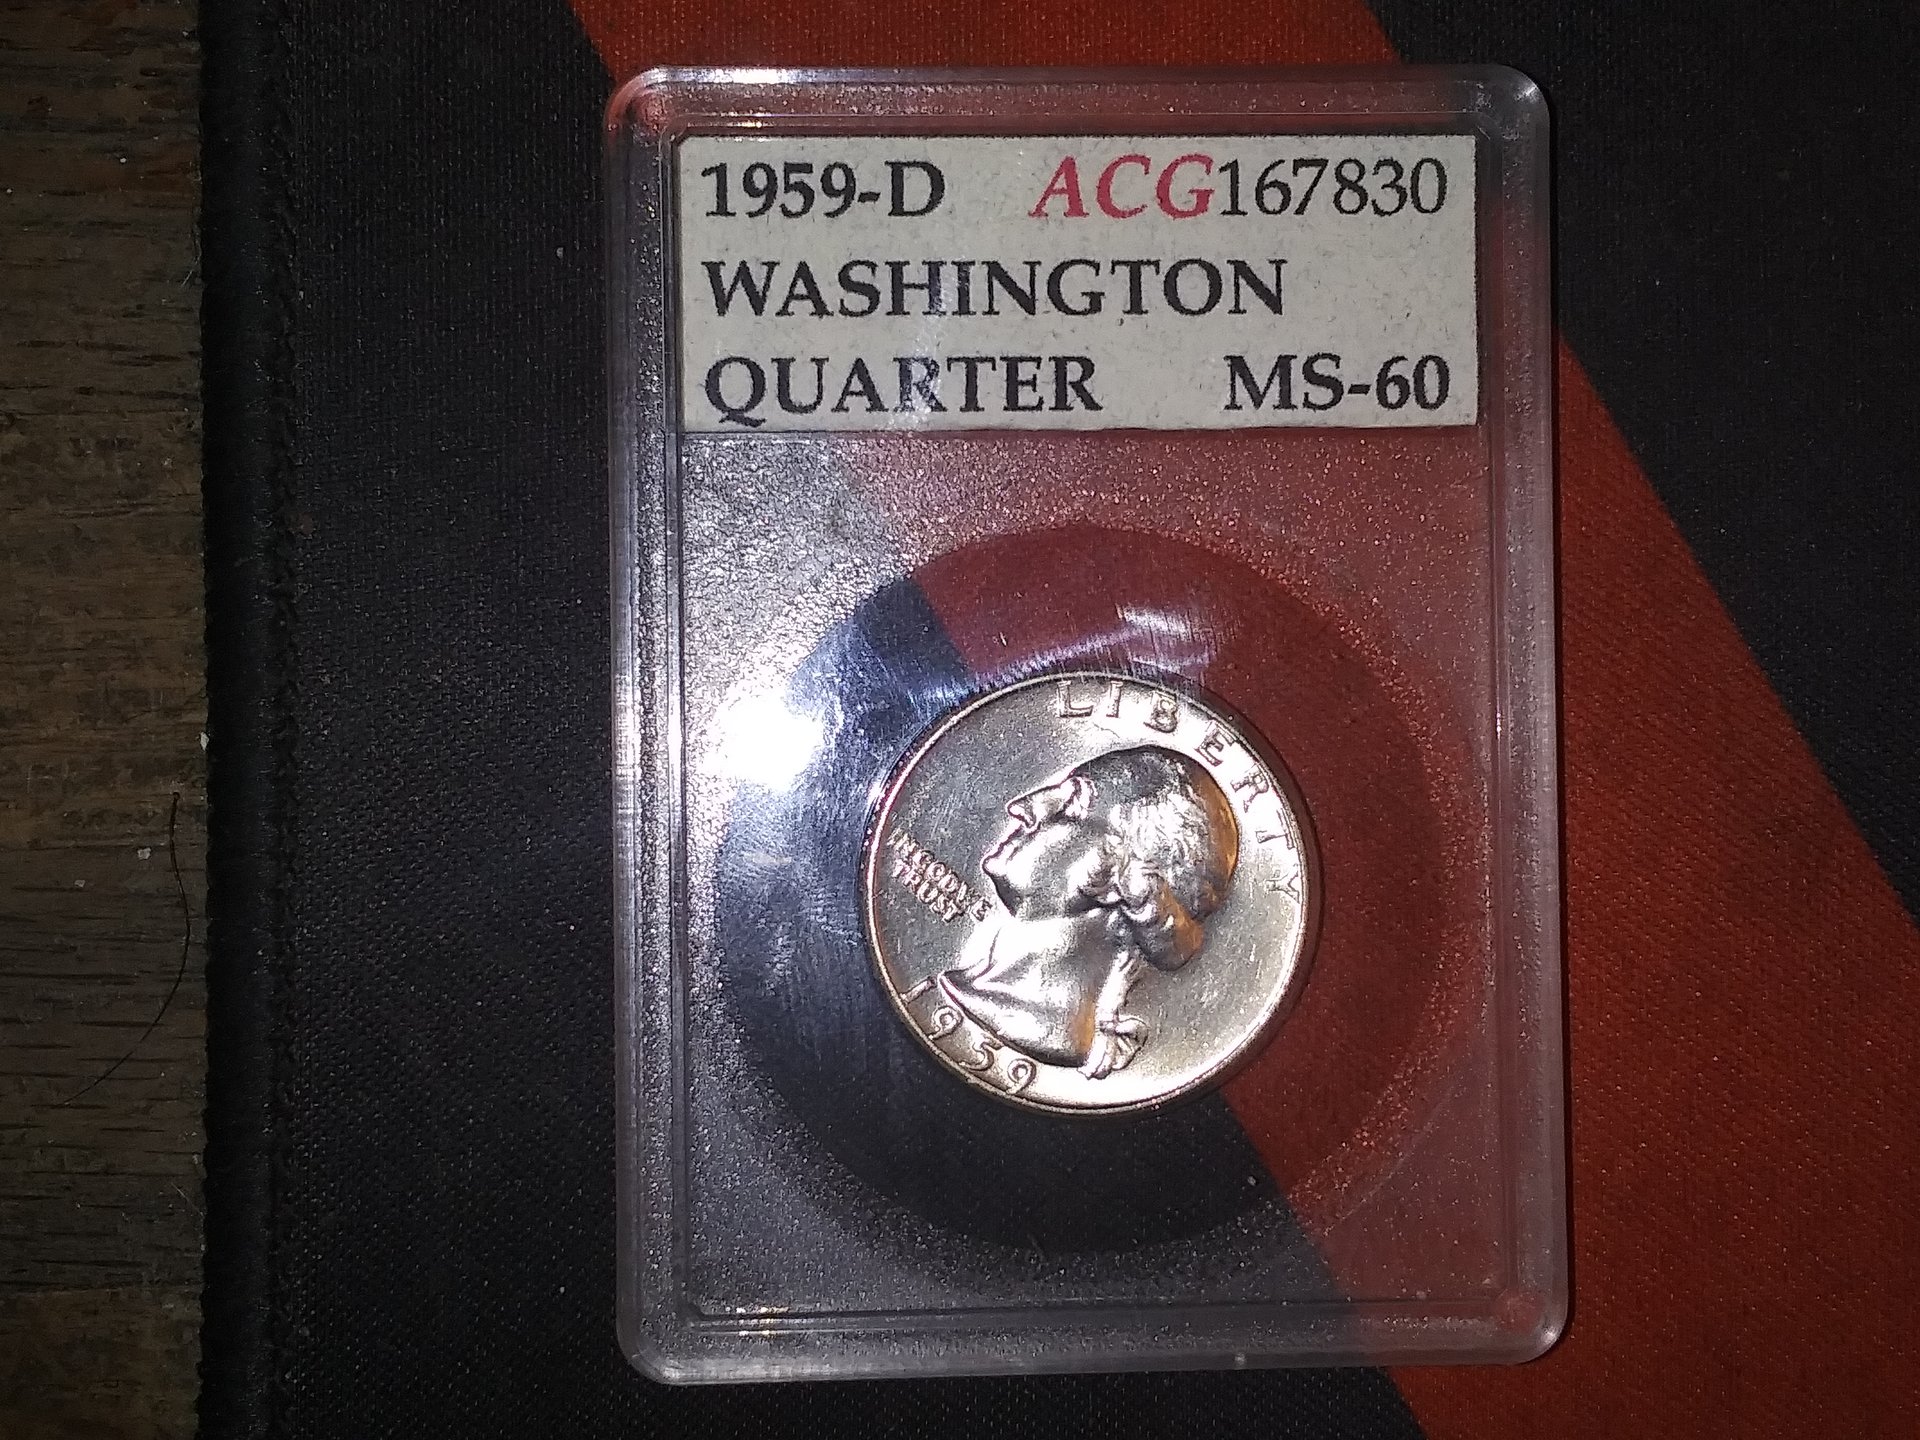 1959-D ACG167830
WASHINGTON
QUARTER MS-60
LIBERTY
IN GOD WE
TRUST
1959